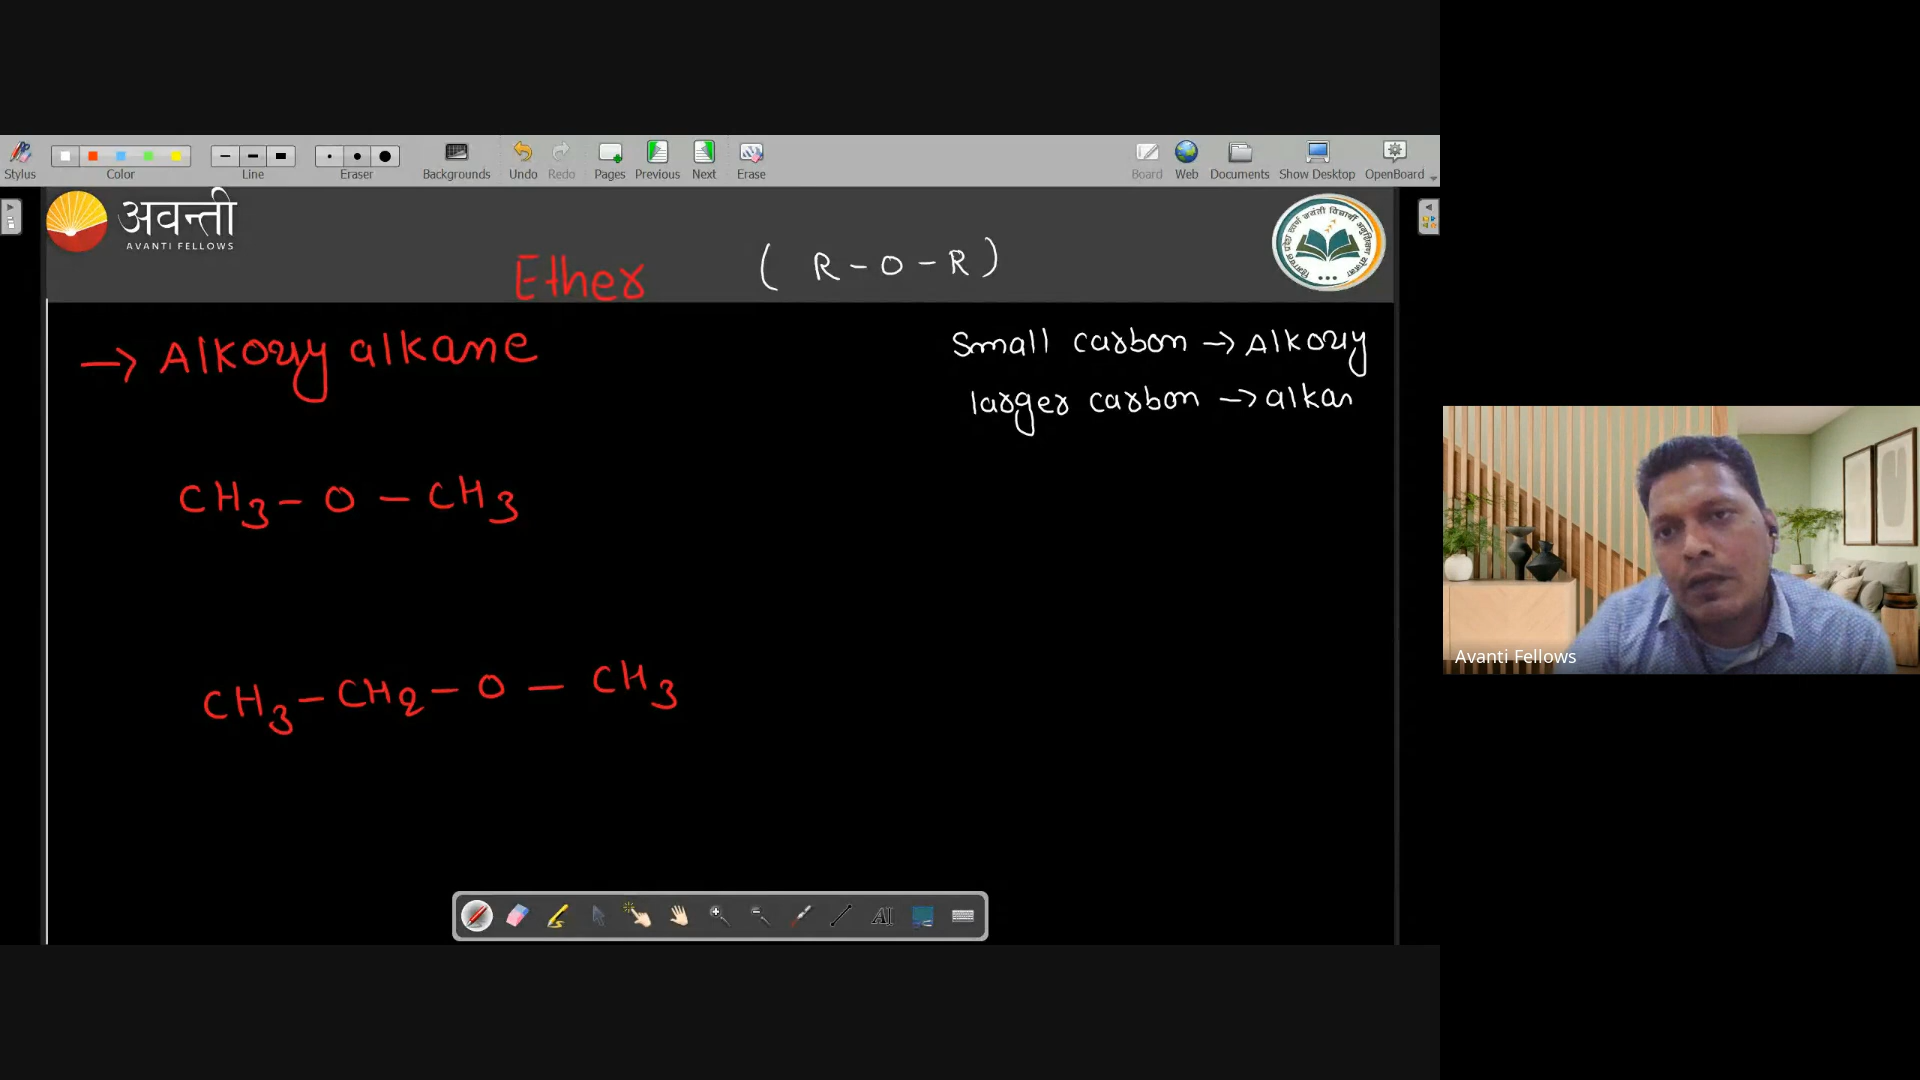 Stylus Color Line Eraser Backgrounds Undo Redo Pages Previous Next Erase Board Web Documents Show Desktop OpenBoard
अवन्ती
AVANTI FELLOWS
Ether ( R - O - R )
→ Alkoxy alkane
Small carbon → Alkoxy
larger carbon → alkan
CH3 - O - CH3
CH3 - CH2 - O - CH3
Avanti Fellows